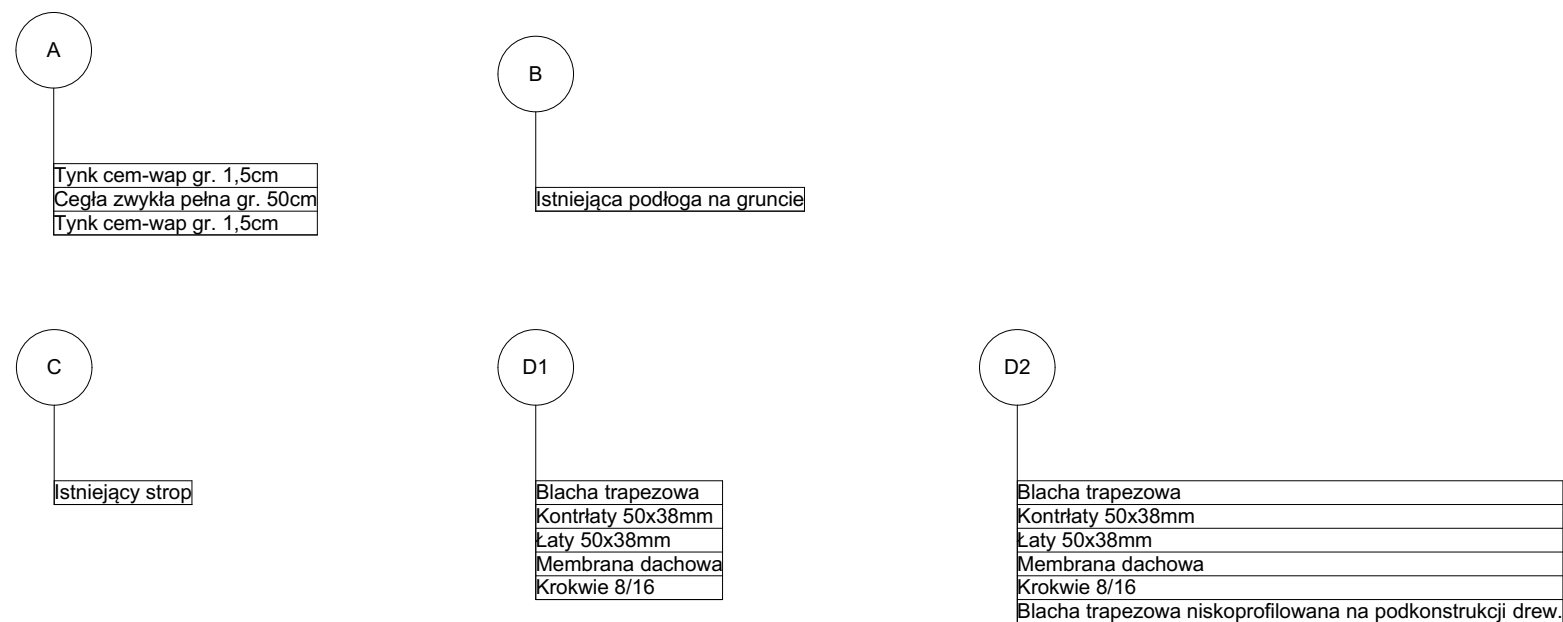 A
Tynk cem-wap gr. 1,5cm
Cegła zwykła pełna gr. 50cm
Tynk cem-wap gr. 1,5cm
B
Istniejąca podłoga na gruncie
C
Istniejący strop
D1
Blacha trapezowa
Kontrłaty 50x38mm
Łaty 50x38mm
Membrana dachowa
Krokwie 8/16
D2
Blacha trapezowa
Kontrłaty 50x38mm
Łaty 50x38mm
Membrana dachowa
Krokwie 8/16
Blacha trapezowa niskoprofilowana na podkonstrukcji drew.